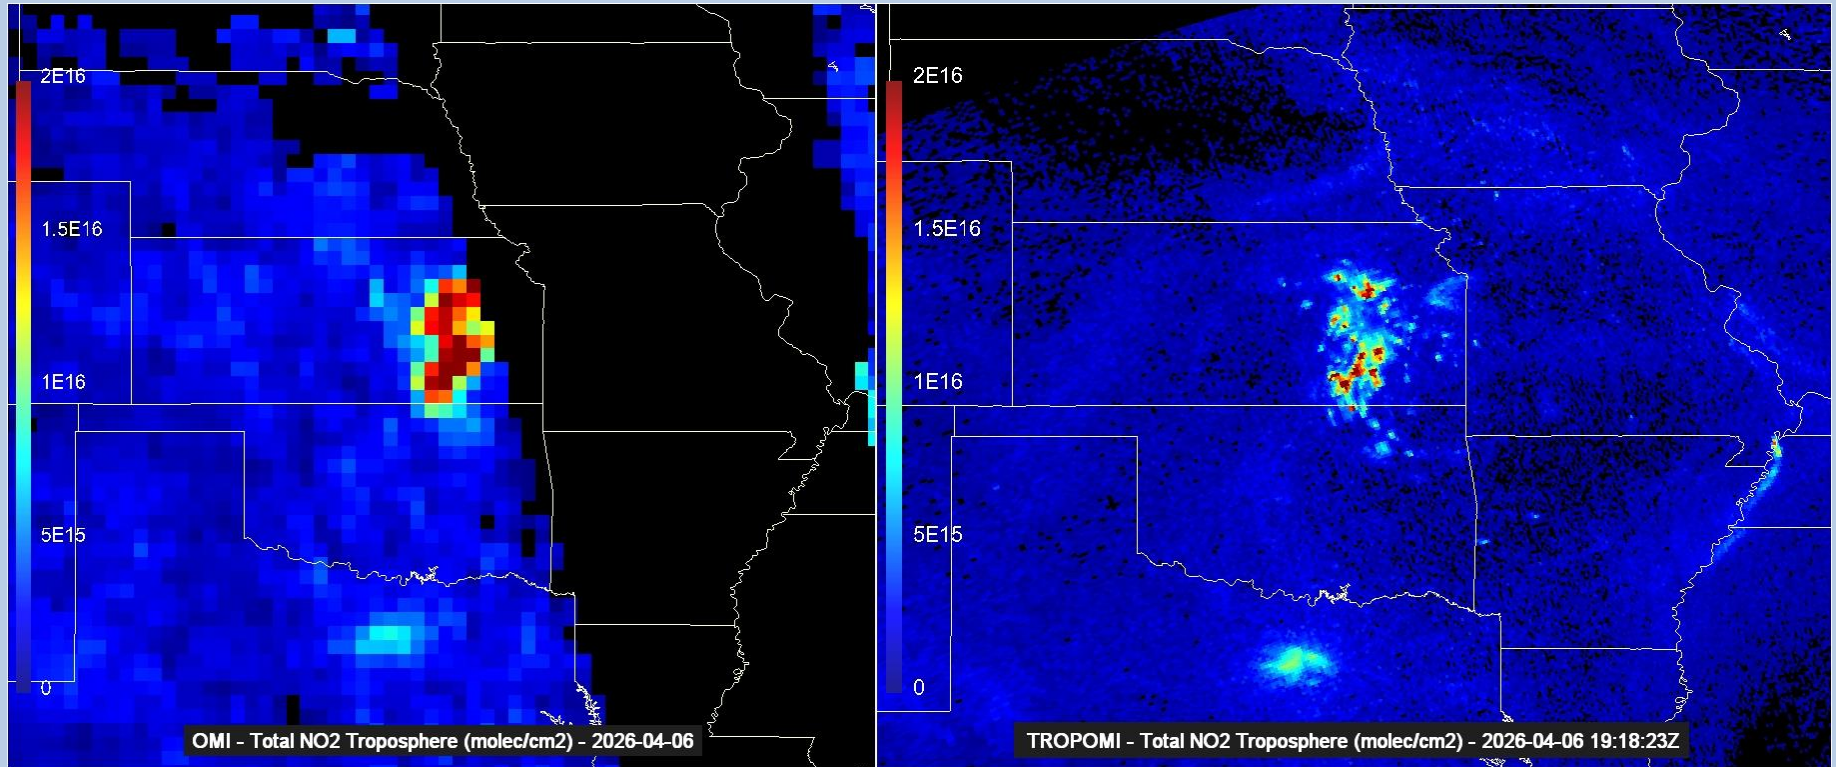 2E16
1.5E16
1E16
5E15
0
OMI - Total NO2 Troposphere (molec/cm2) - 2026-04-06
2E16
1.5E16
1E16
5E15
0
TROPOMI - Total NO2 Troposphere (molec/cm2) - 2026-04-06 19:18:23Z